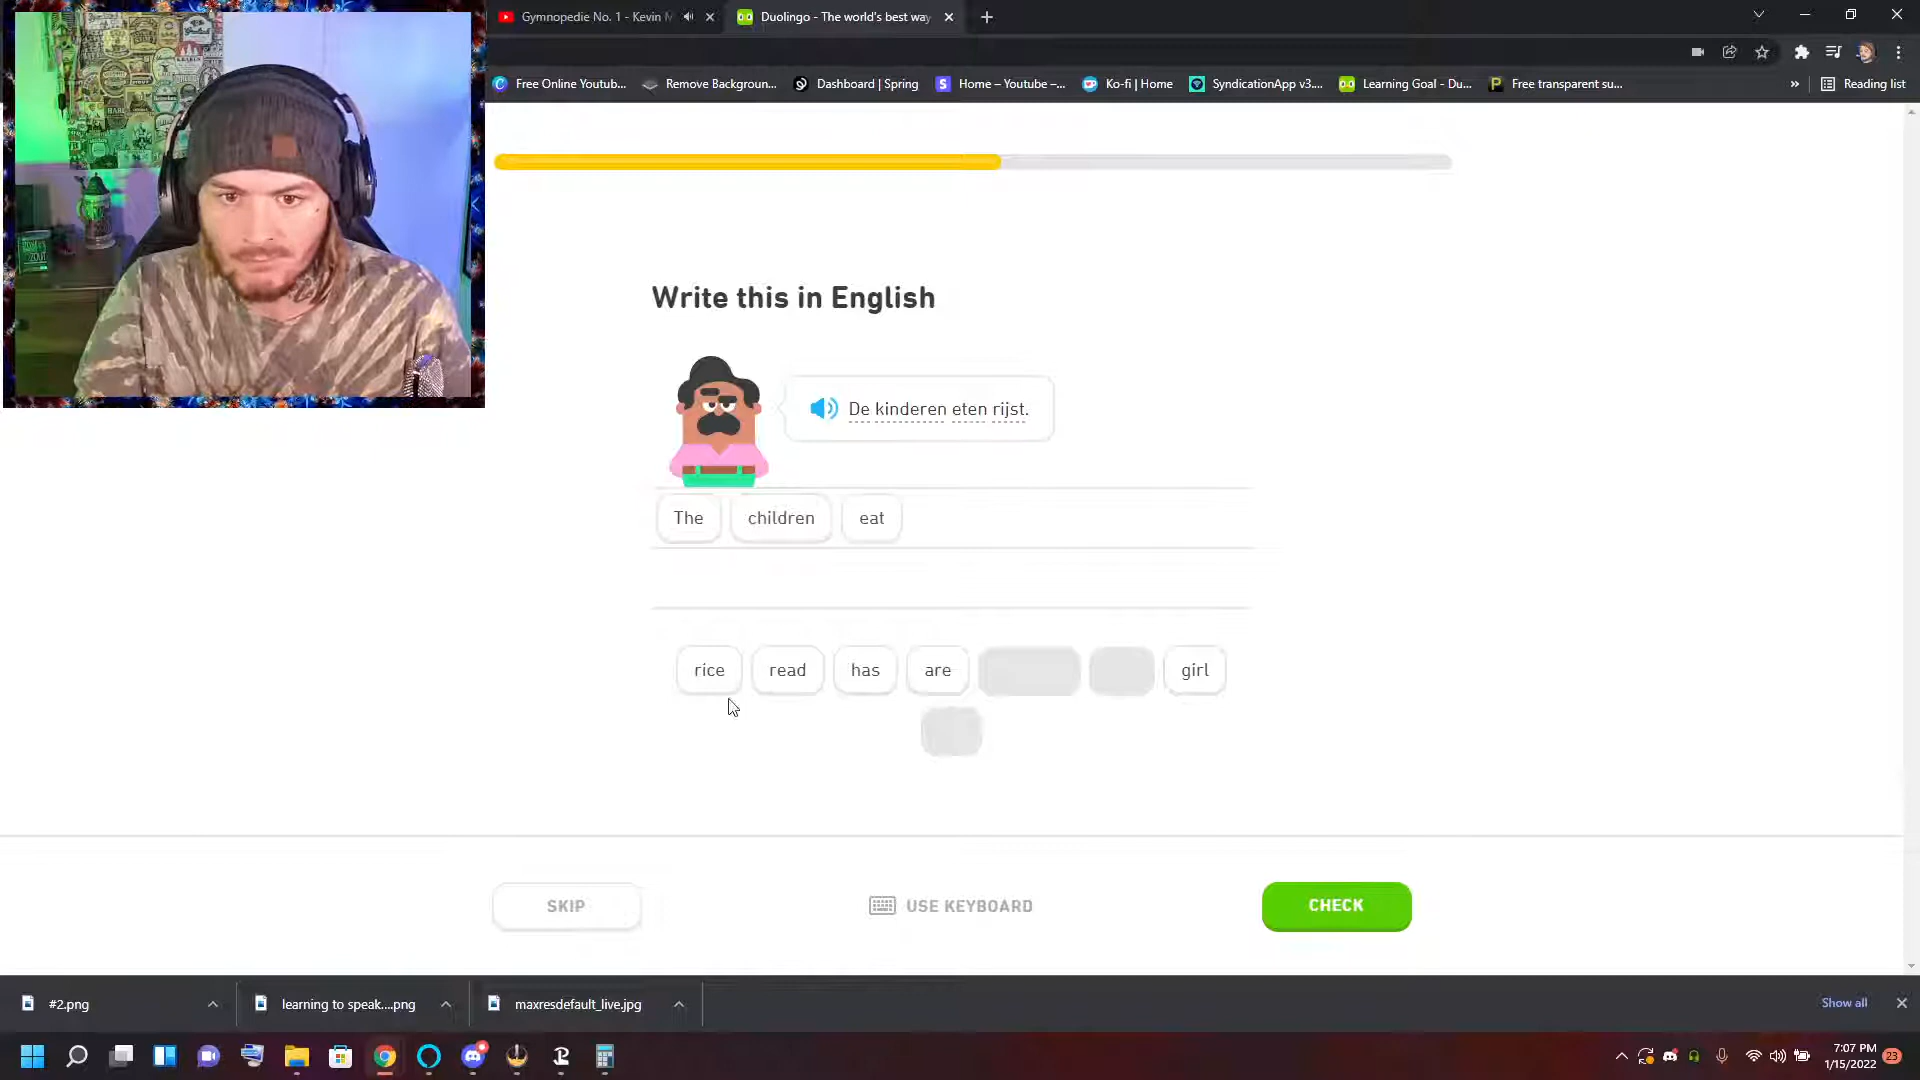 Gymnopedie No. 1 - Kevin M
Duolingo - The world's best way
Free Online Youtub...
Remove Backgroun...
Dashboard | Spring
Home – Youtube –...
Ko-fi | Home
SyndicationApp v3....
Learning Goal - Du...
Free transparent su...
»
Reading list
Write this in English
De kinderen eten rijst.
The children eat
rice read has are girl
SKIP
USE KEYBOARD
CHECK
#2.png
learning to speak....png
maxresdefault_live.jpg
Show all
7:07 PM
1/15/2022
23